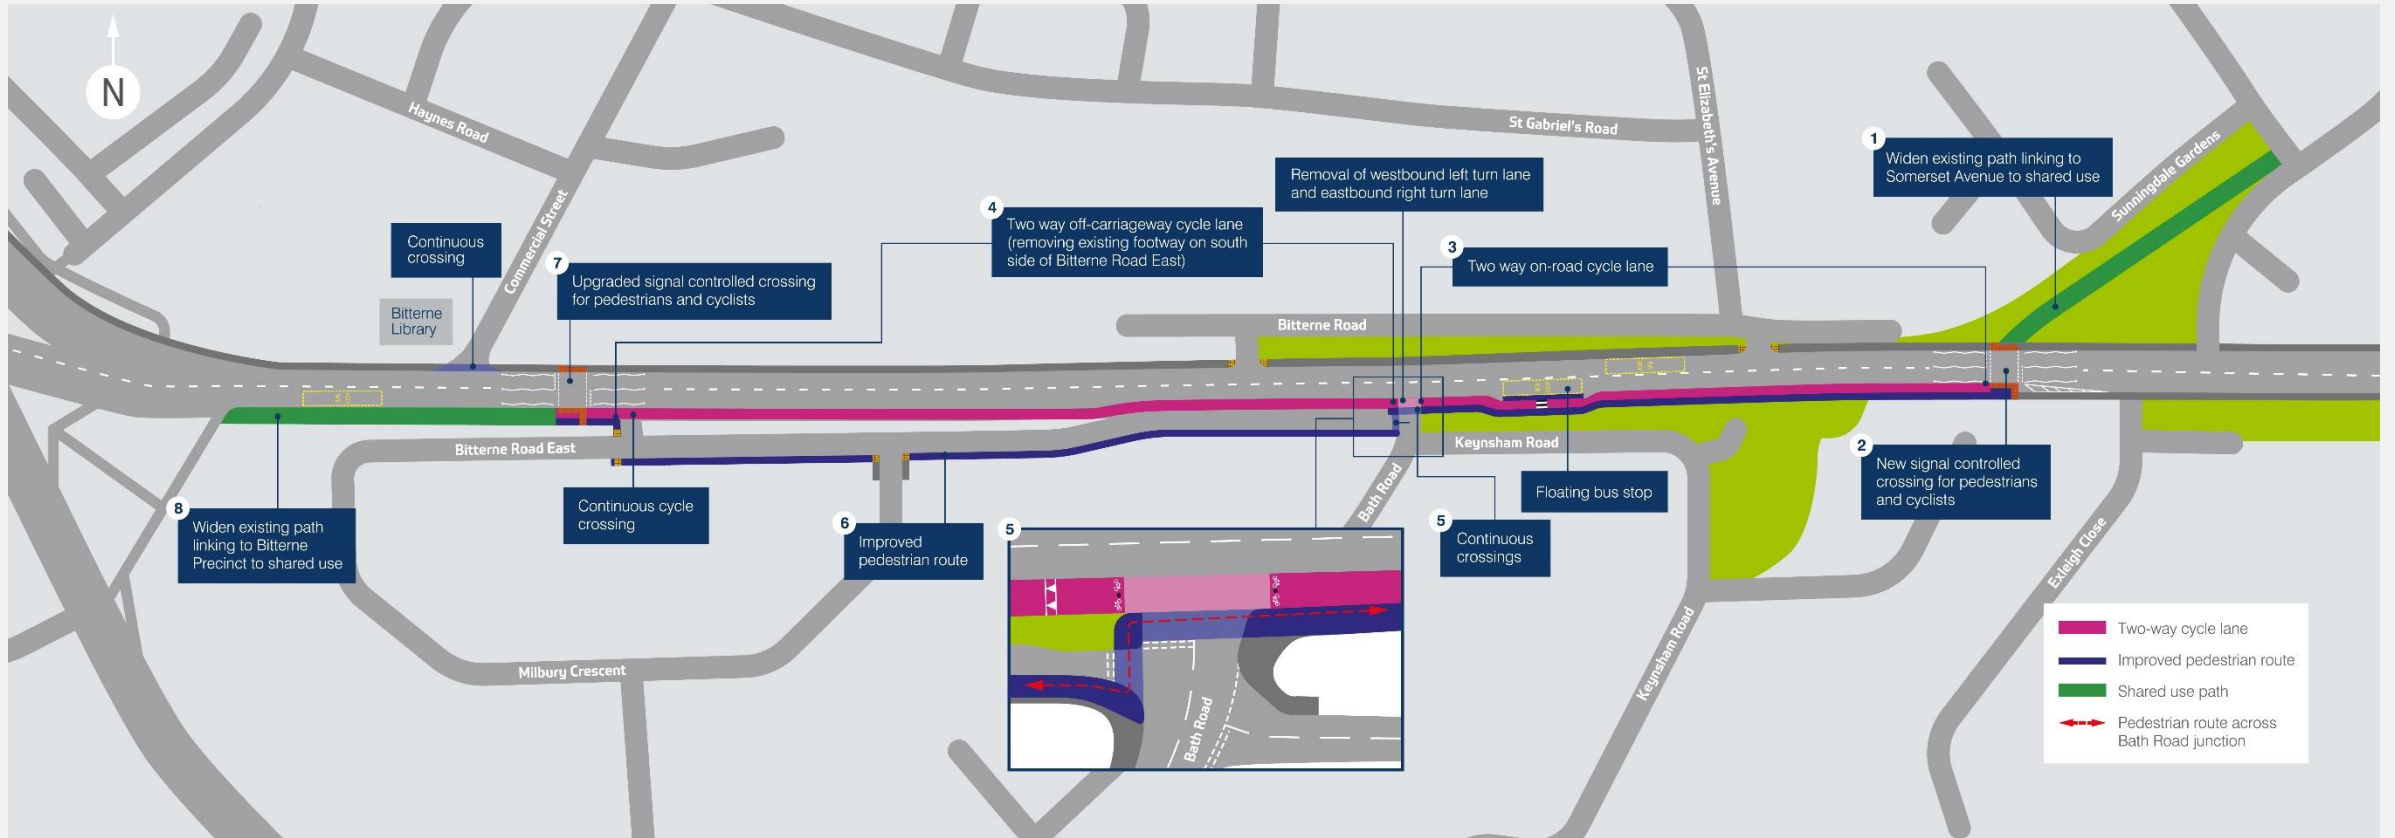 N
Haynes Road
Commercial Street
St Gabriel's Road
St Elizabeth's Avenue
Sunningdale Gardens
1
Widen existing path linking to
Somerset Avenue to shared use
Removal of westbound left turn lane
and eastbound right turn lane
4
Two way off-carriageway cycle lane
(removing existing footway on south
side of Bitterne Road East)
3
Two way on-road cycle lane
Continuous
crossing
7
Upgraded signal controlled crossing
for pedestrians and cyclists
Bitterne
Library
Bitterne Road
Bitterne Road East
Keynsham Road
Bath Road
2
New signal controlled
crossing for pedestrians
and cyclists
Floating bus stop
Continuous cycle
crossing
8
Widen existing path
linking to Bitterne
Precinct to shared use
6
Improved
pedestrian route
5
5
Continuous
crossings
Exleigh Close
Keynsham Road
Milbury Crescent
Bath Road
Two-way cycle lane
Improved pedestrian route
Shared use path
Pedestrian route across
Bath Road junction